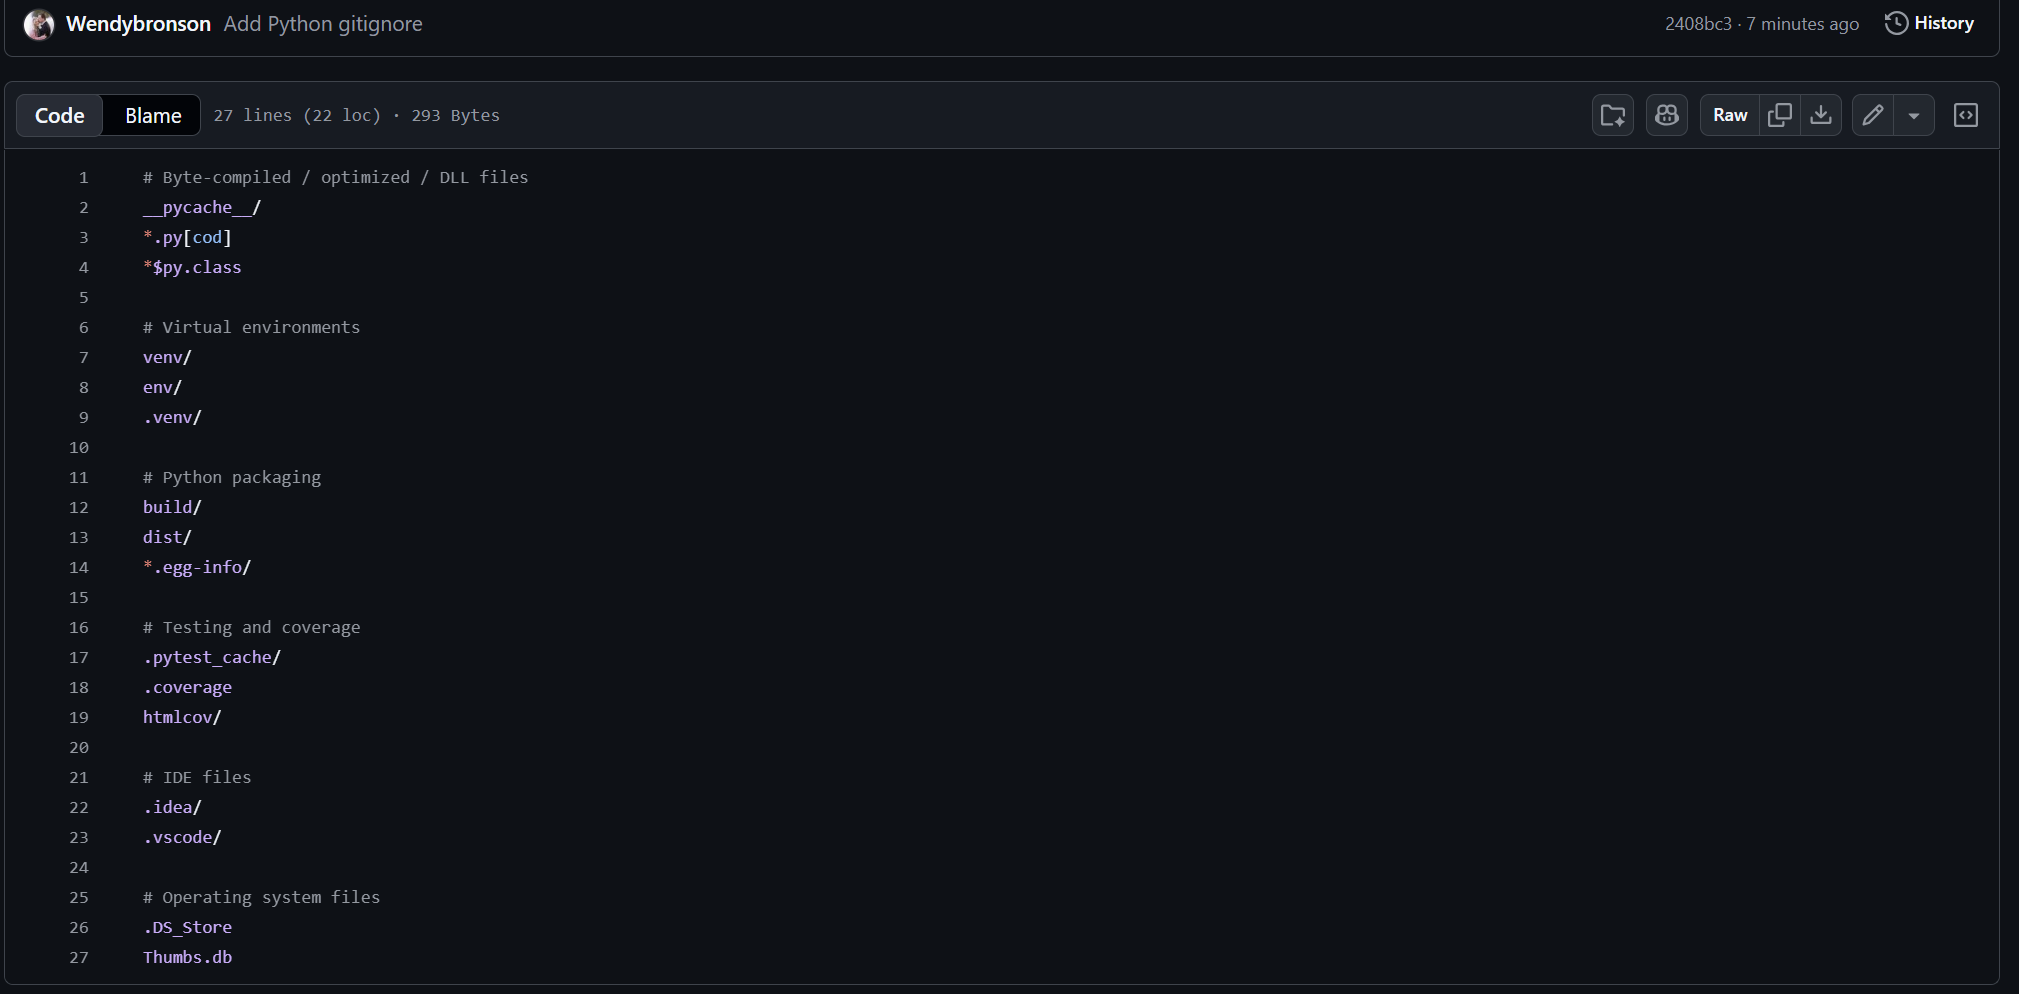 Wendybronson Add Python gitignore 2408bc3 · 7 minutes ago History
Code Blame 27 lines (22 loc) · 293 Bytes Raw
1 # Byte-compiled / optimized / DLL files
2 __pycache__/
3 *.py[cod]
4 *$py.class
5
6 # Virtual environments
7 venv/
8 env/
9 .venv/
10
11 # Python packaging
12 build/
13 dist/
14 *.egg-info/
15
16 # Testing and coverage
17 .pytest_cache/
18 .coverage
19 htmlcov/
20
21 # IDE files
22 .idea/
23 .vscode/
24
25 # Operating system files
26 .DS_Store
27 Thumbs.db